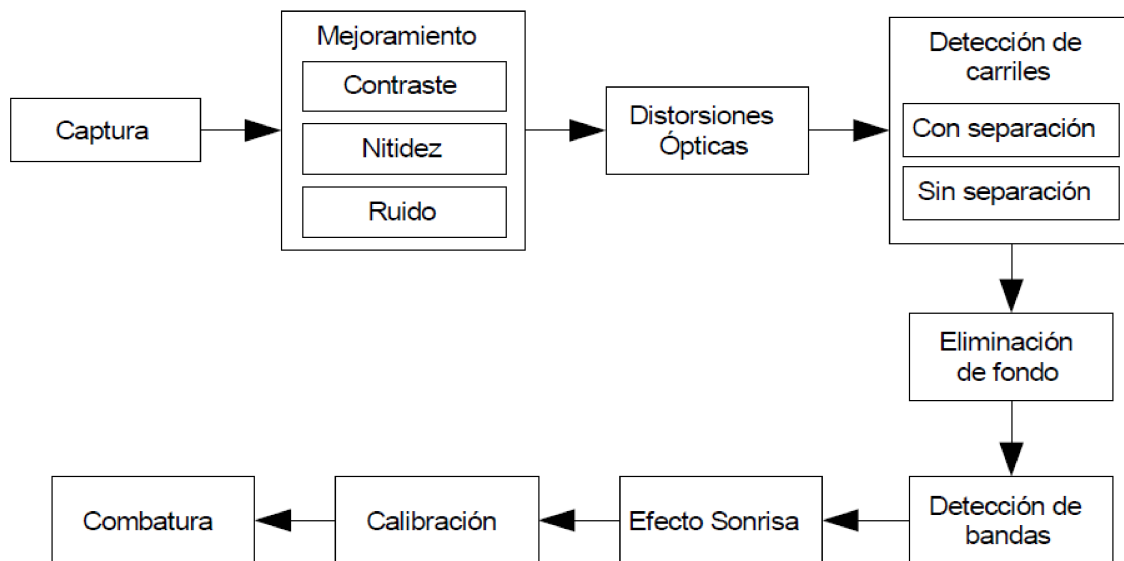 Captura
Mejoramiento
Contraste
Nitidez
Ruido
Distorsiones
Ópticas
Detección de
carriles
Con separación
Sin separación
Eliminación
de fondo
Detección de
bandas
Efecto Sonrisa
Calibración
Combatura